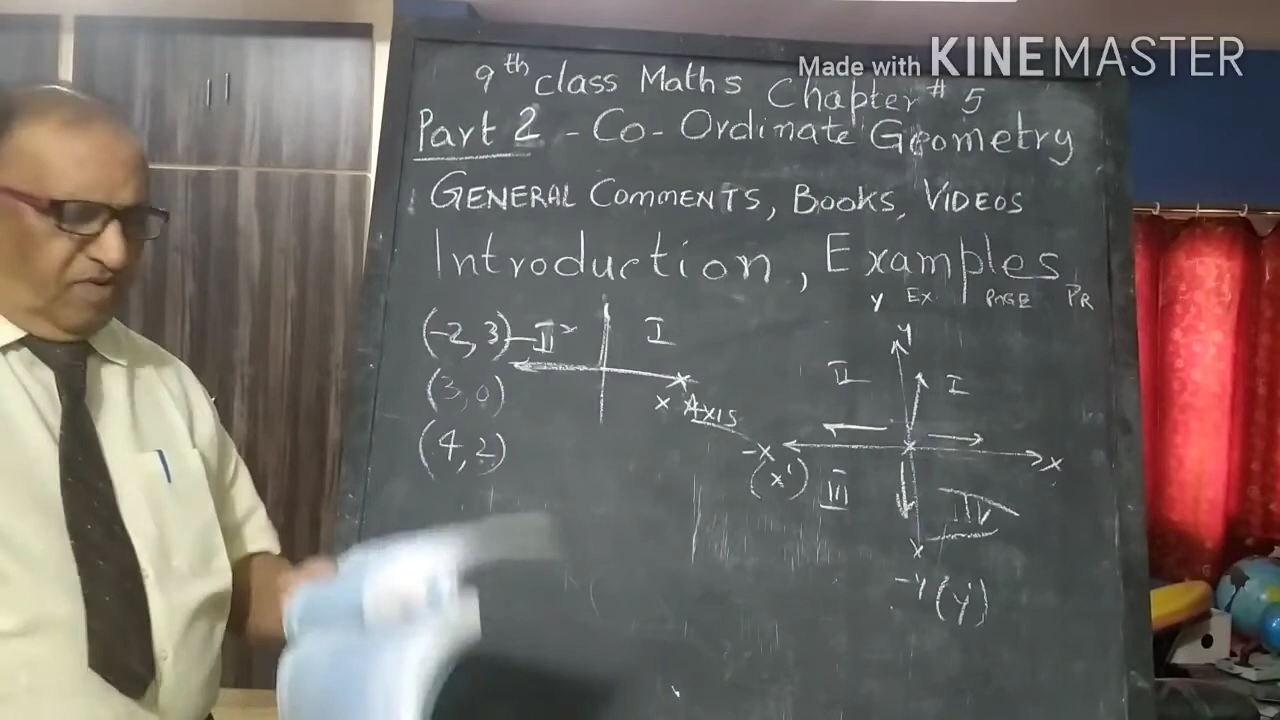 Made with KINEMASTER
9th class Maths Chapter # 5
Part 2 - Co-Ordinate Geometry
GENERAL COMMENTS, BOOKS, VIDEOS
Introduction, Examples
Y EX PAGE PR
(-2, 3)-II
I
(3, 0)
X AXIS
(4, 2)
y
II
I
-X
X
(x')
III
IV
-Y (y')